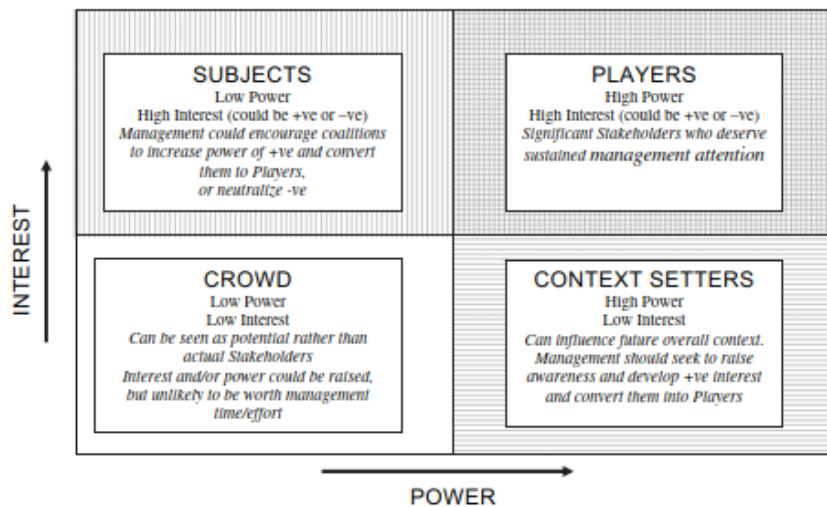 SUBJECTS
Low Power
High Interest (could be +ve or –ve)
Management could encourage coalitions
to increase power of +ve and convert
them to Players,
or neutralize -ve
PLAYERS
High Power
High Interest (could be +ve or –ve)
Significant Stakeholders who deserve
sustained management attention
INTEREST
CROWD
Low Power
Low Interest
Can be seen as potential rather than
actual Stakeholders
Interest and/or power could be raised,
but unlikely to be worth management
time/effort
CONTEXT SETTERS
High Power
Low Interest
Can influence future overall context.
Management should seek to raise
awareness and develop +ve interest
and convert them into Players
POWER